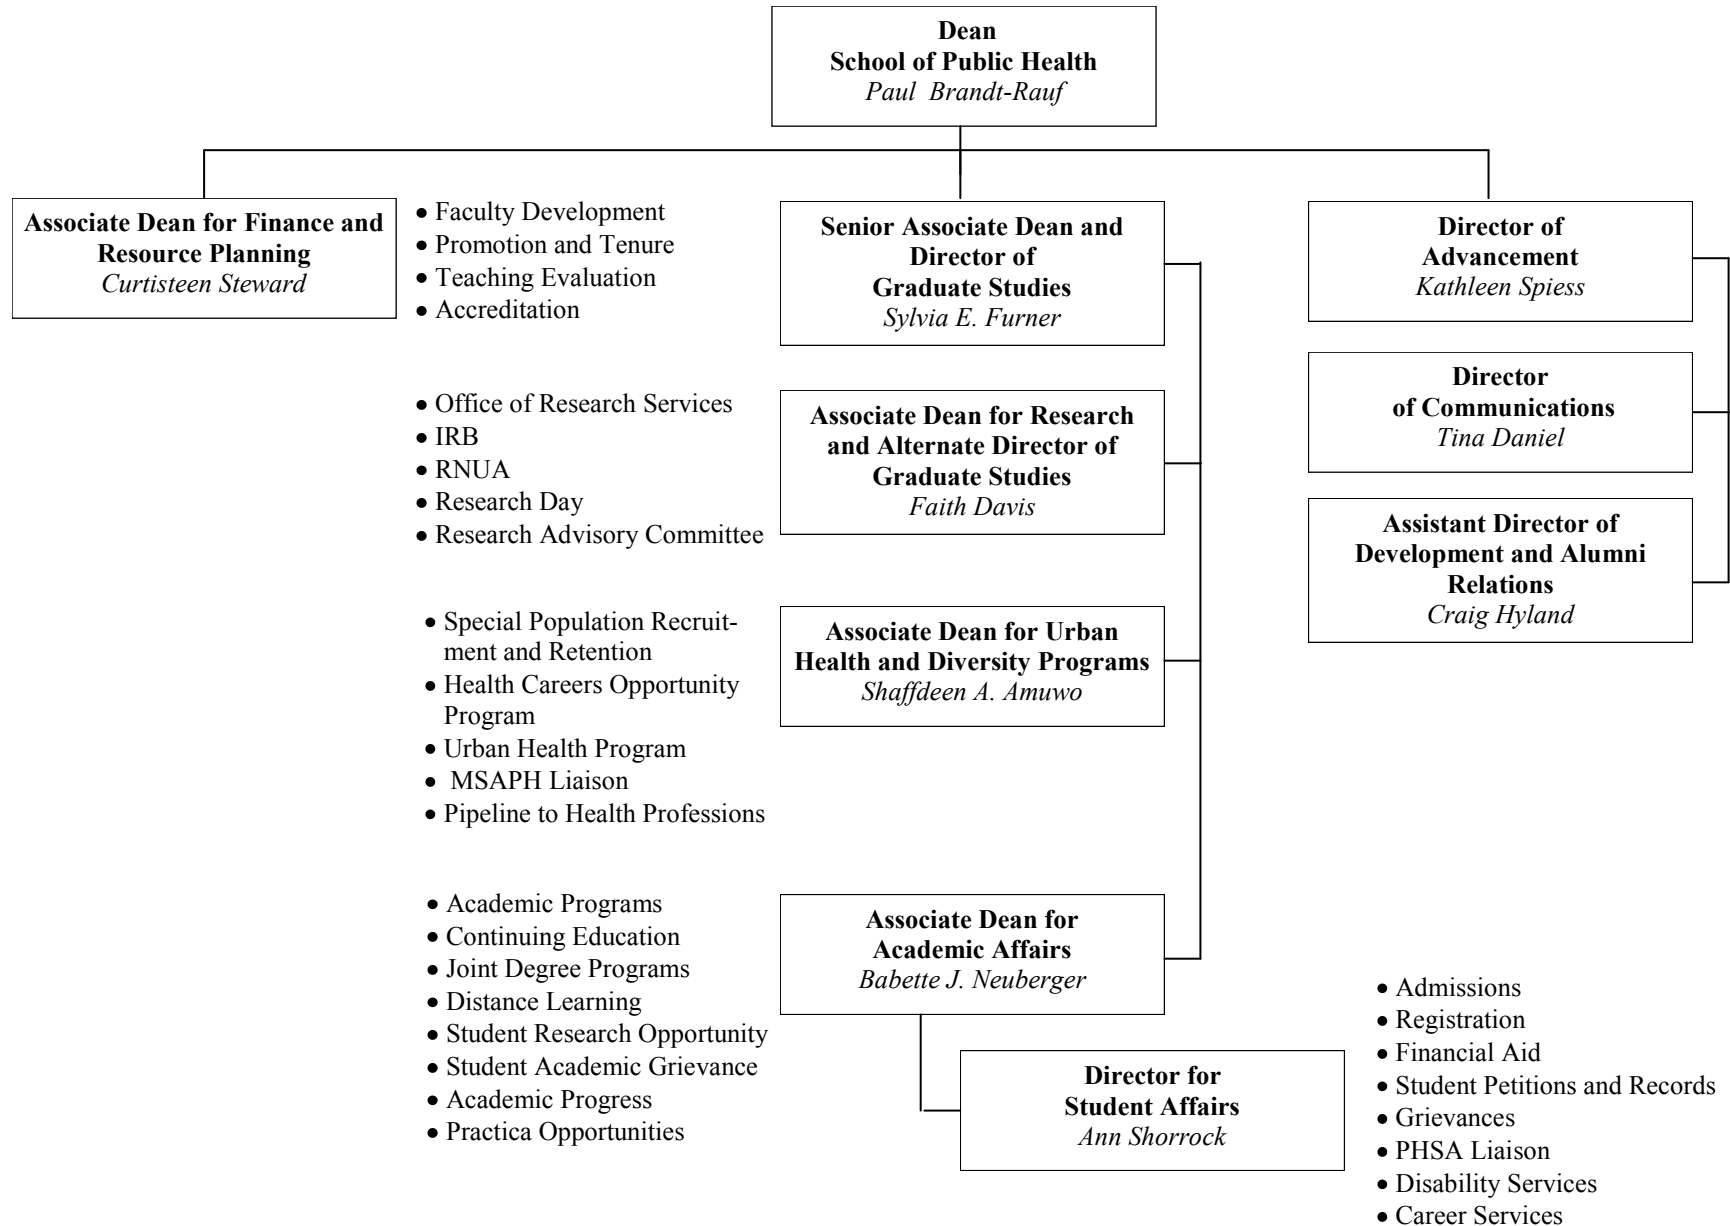 Dean
School of Public Health
Paul Brandt-Rauf
Associate Dean for Finance and
Resource Planning
Curtisteen Steward
• Faculty Development
• Promotion and Tenure
• Teaching Evaluation
• Accreditation
Senior Associate Dean and
Director of
Graduate Studies
Sylvia E. Furner
Director of
Advancement
Kathleen Spiess
• Office of Research Services
• IRB
• RNUA
• Research Day
• Research Advisory Committee
Associate Dean for Research
and Alternate Director of
Graduate Studies
Faith Davis
Director
of Communications
Tina Daniel
Assistant Director of
Development and Alumni
Relations
Craig Hyland
• Special Population Recruit-
ment and Retention
• Health Careers Opportunity
Program
• Urban Health Program
• MSAPH Liaison
• Pipeline to Health Professions
Associate Dean for Urban
Health and Diversity Programs
Shaffdeen A. Amuwo
• Academic Programs
• Continuing Education
• Joint Degree Programs
• Distance Learning
• Student Research Opportunity
• Student Academic Grievance
• Academic Progress
• Practica Opportunities
Associate Dean for
Academic Affairs
Babette J. Neuberger
Director for
Student Affairs
Ann Shorrock
• Admissions
• Registration
• Financial Aid
• Student Petitions and Records
• Grievances
• PHSA Liaison
• Disability Services
• Career Services